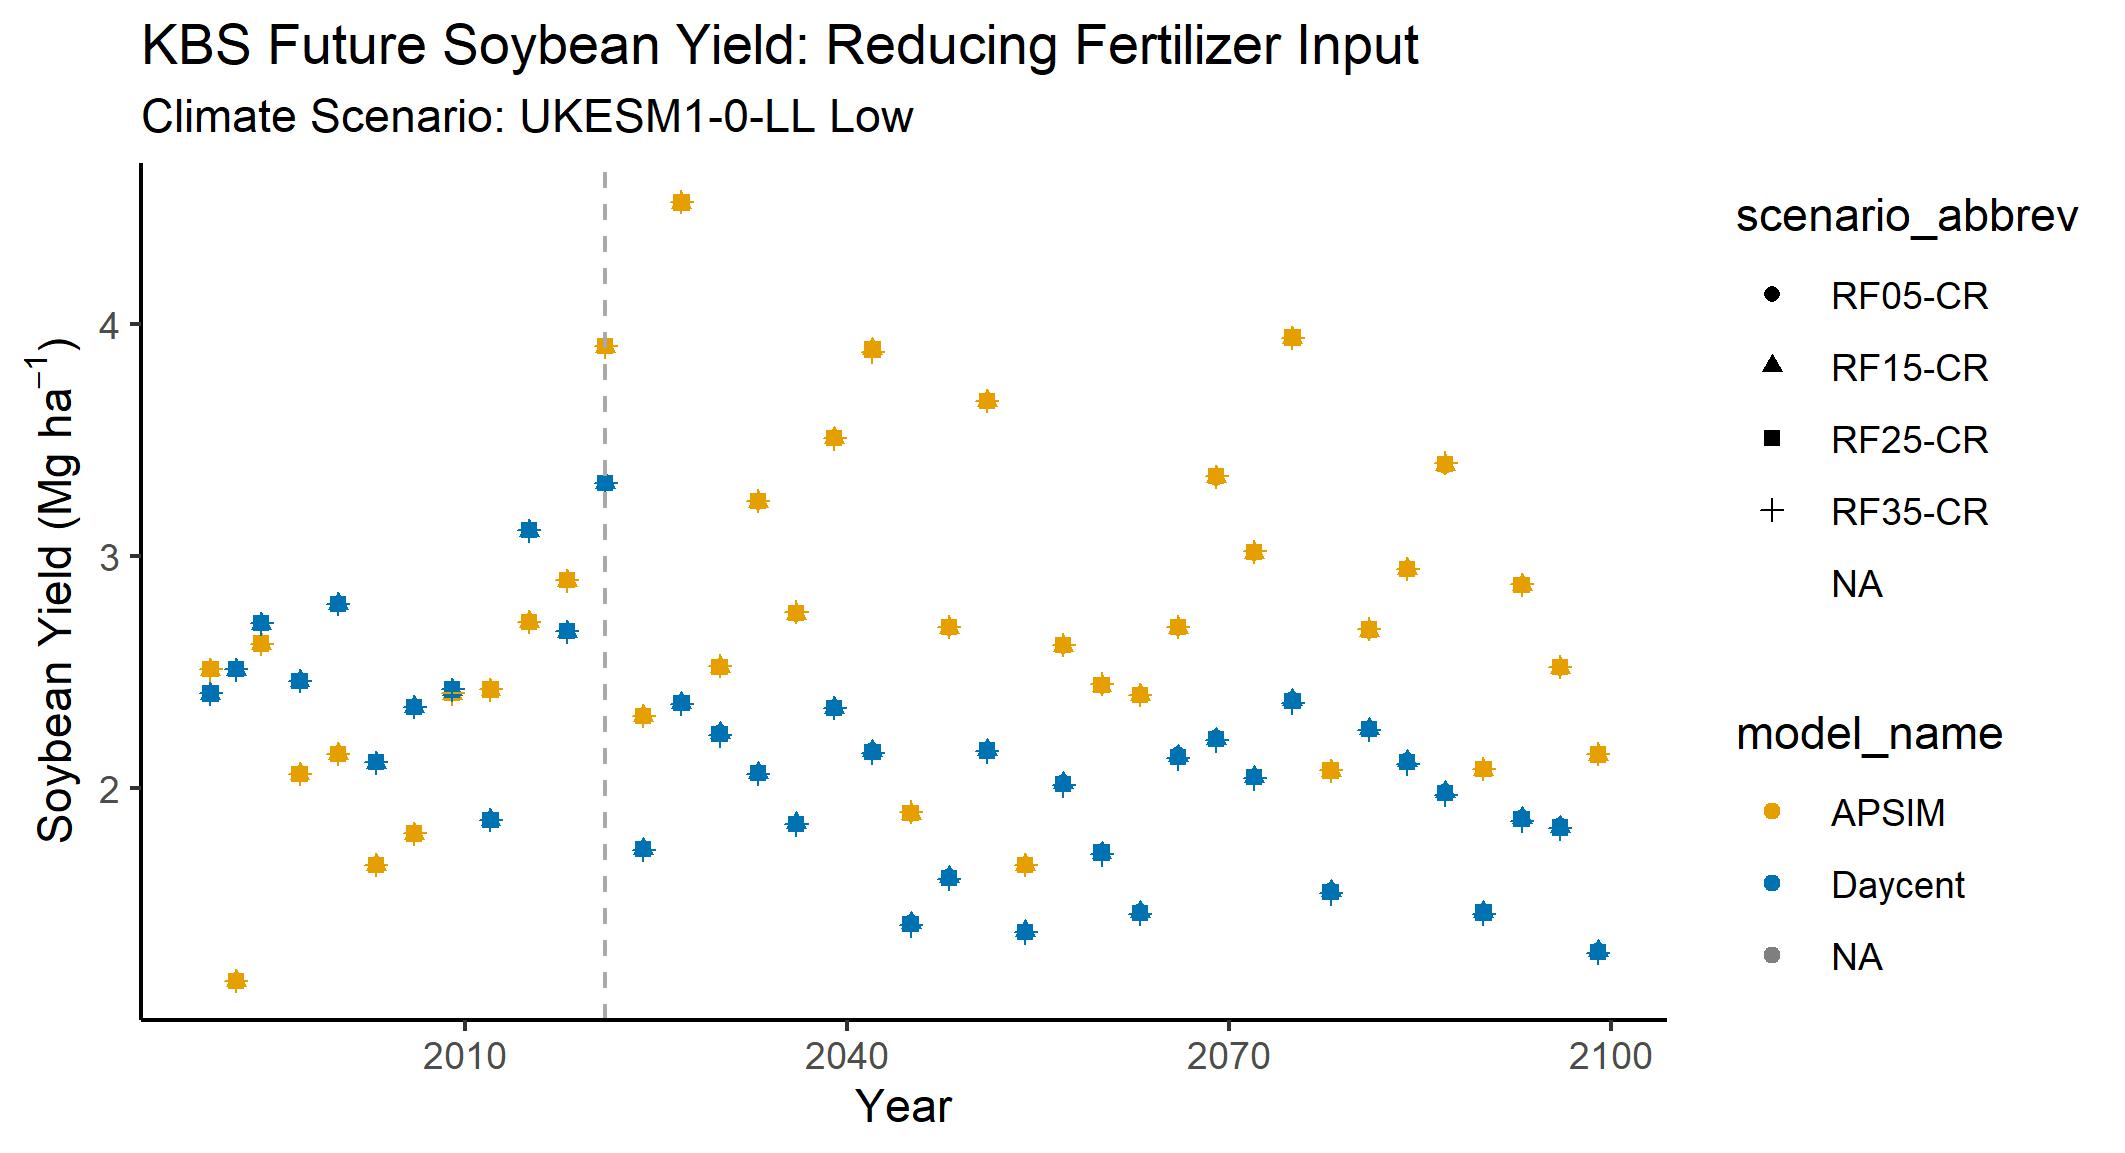 KBS Future Soybean Yield: Reducing Fertilizer Input
Climate Scenario: UKESM1-0-LL Low
Soybean Yield (Mg ha⁻¹)
4
3
2
2010
2040
2070
2100
Year
scenario_abbrev
RF05-CR
RF15-CR
RF25-CR
RF35-CR
NA
model_name
APSIM
Daycent
NA